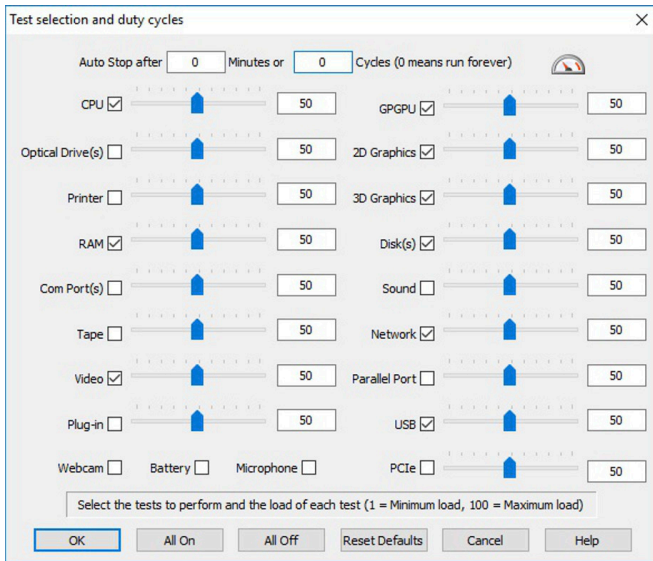 Test selection and duty cycles
Auto Stop after 0 Minutes or 0 Cycles (0 means run forever)
CPU 50 GPGPU 50
Optical Drive(s) 50 2D Graphics 50
Printer 50 3D Graphics 50
RAM 50 Disk(s) 50
Com Port(s) 50 Sound 50
Tape 50 Network 50
Video 50 Parallel Port 50
Plug-in 50 USB 50
Webcam Battery Microphone PCIe 50
Select the tests to perform and the load of each test (1 = Minimum load, 100 = Maximum load)
OK All On All Off Reset Defaults Cancel Help